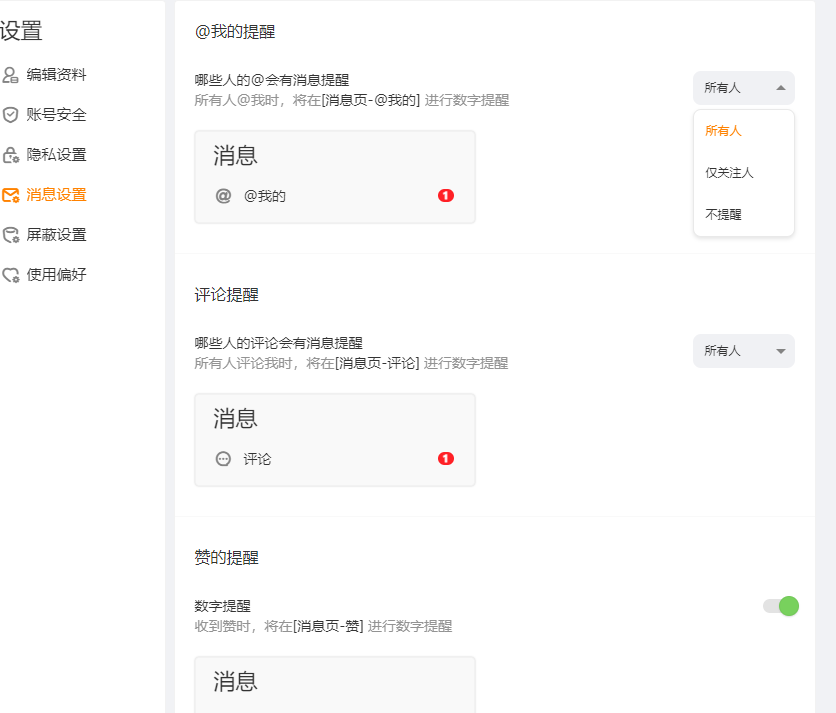 设置
编辑资料
账号安全
隐私设置
消息设置
屏蔽设置
使用偏好
@我的提醒
哪些人的@会有消息提醒
所有人@我时，将在[消息页-@我的] 进行数字提醒
所有人
所有人
仅关注人
不提醒
消息
@ @我的 1
评论提醒
哪些人的评论会有消息提醒
所有人评论我时，将在[消息页-评论] 进行数字提醒
所有人
消息
评论 1
赞的提醒
数字提醒
收到赞时，将在[消息页-赞] 进行数字提醒
消息